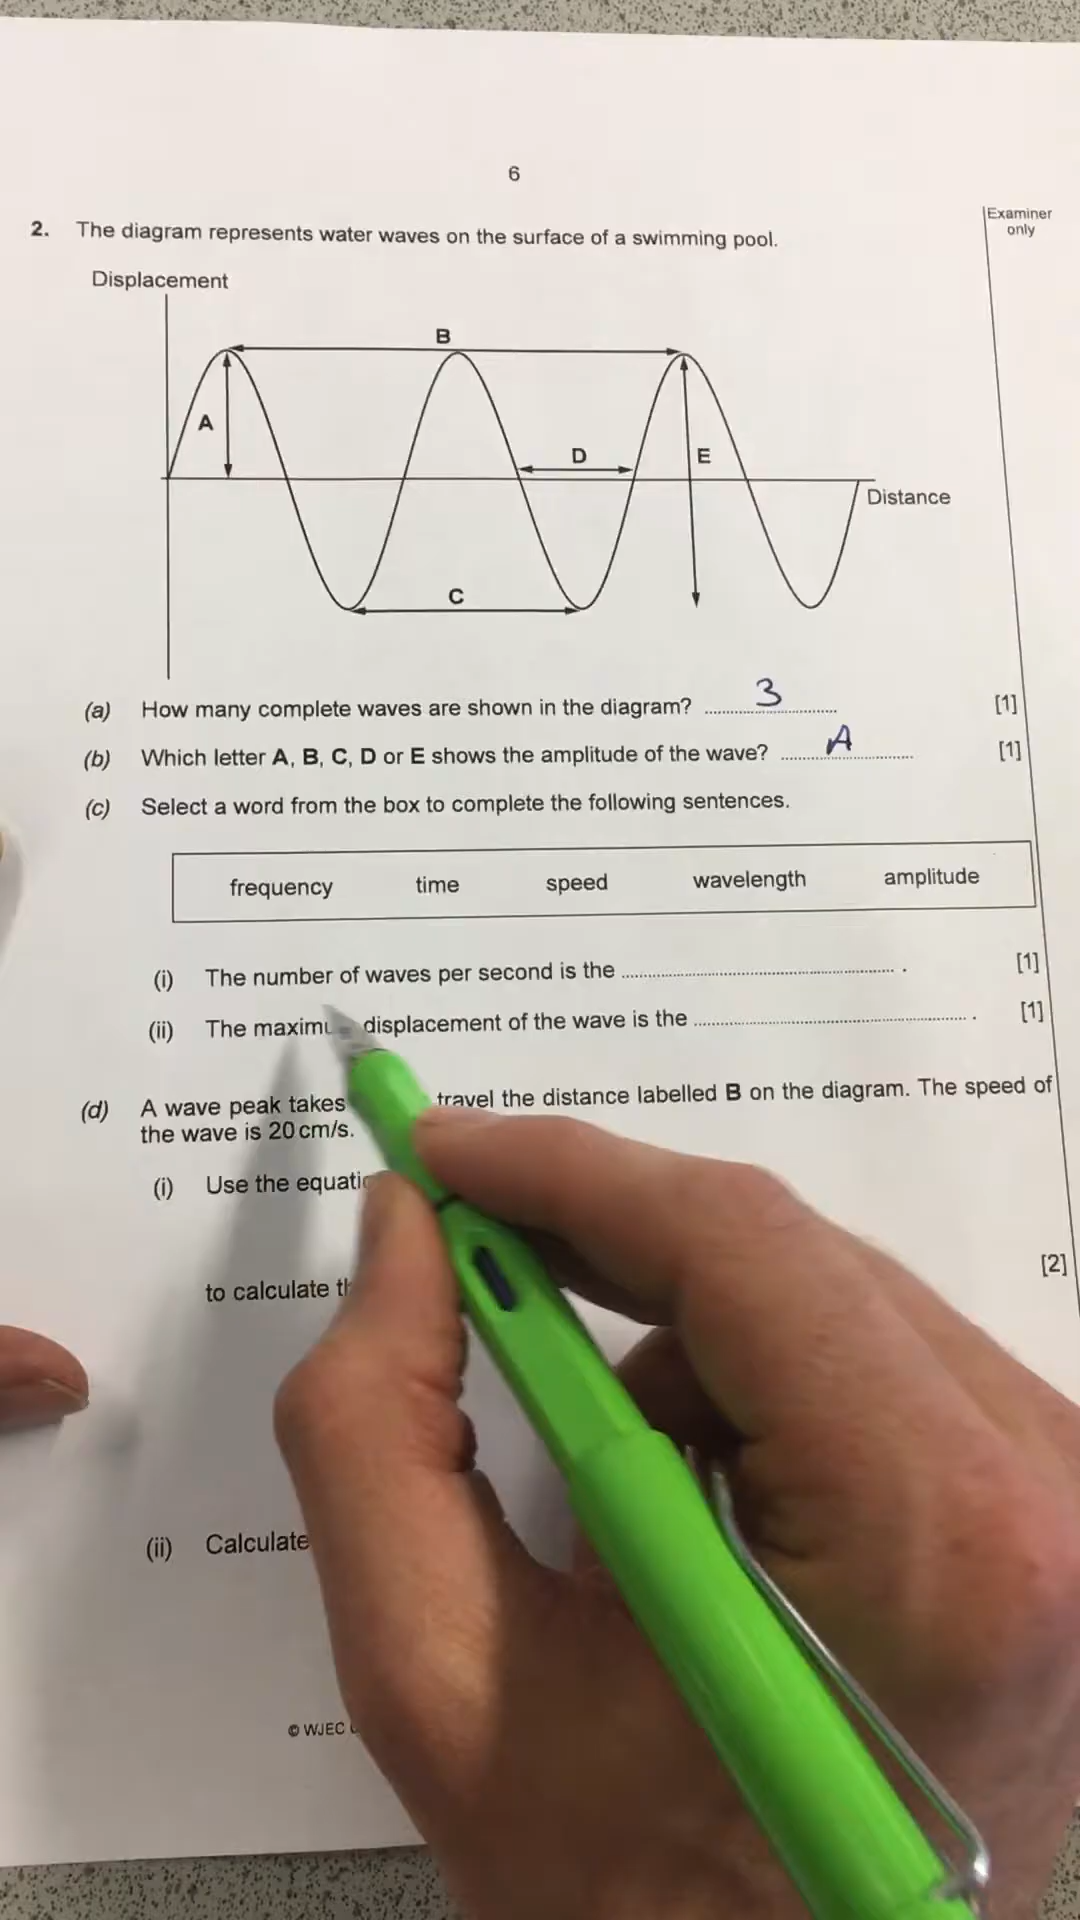 6
Examiner
only
2. The diagram represents water waves on the surface of a swimming pool.
Displacement
B
A
D
E
Distance
C
(a) How many complete waves are shown in the diagram? 3 [1]
(b) Which letter A, B, C, D or E shows the amplitude of the wave? A [1]
(c) Select a word from the box to complete the following sentences.
frequency time speed wavelength amplitude
(i) The number of waves per second is the [1]
(ii) The displacement of the wave is the [1]
(d) A wave peak takes travel the distance labelled B on the diagram. The speed of
the wave is 20 cm/s.
(i) Use the
[2]
to calculate
(ii) Calculate
© WJEC